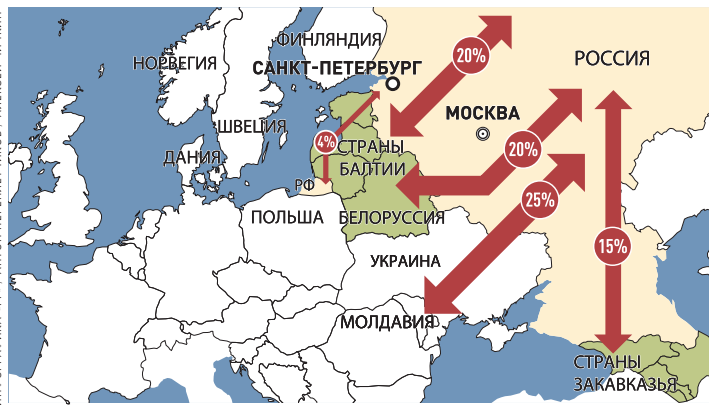 ФИНЛЯНДИЯ
НОРВЕГИЯ
САНКТ-ПЕТЕРБУРГ
20%
РОССИЯ
ШВЕЦИЯ
МОСКВА
4%
СТРАНЫ
БАЛТИИ
20%
ДАНИЯ
РФ
25%
ПОЛЬША
БЕЛОРУССИЯ
15%
УКРАИНА
МОЛДАВИЯ
СТРАНЫ
ЗАКАВКАЗЬЯ